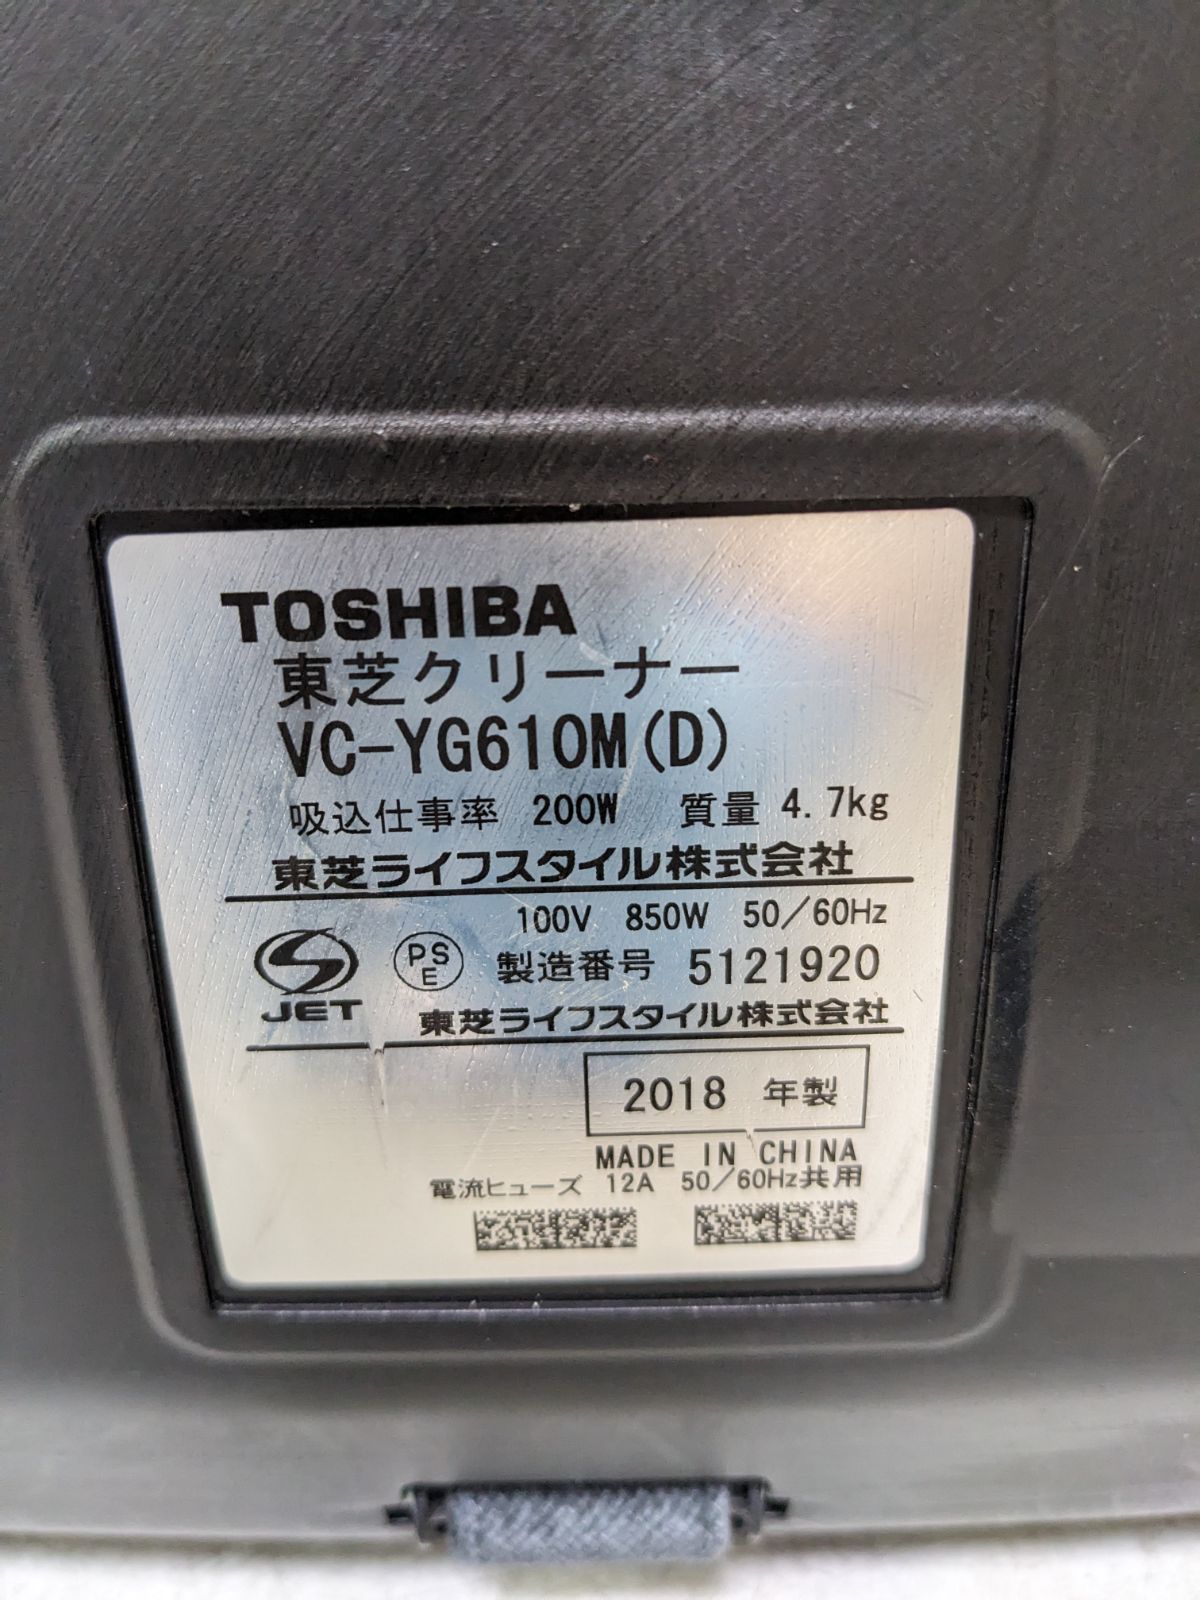 TOSHIBA
東芝クリーナー
VC-YG610M(D)
吸込仕事率 200W 質量 4.7kg
東芝ライフスタイル株式会社
100V 850W 50/60Hz
JET PSE 製造番号 5121920
東芝ライフスタイル株式会社
2018 年製
MADE IN CHINA
電流ヒューズ 12A 50/60Hz共用